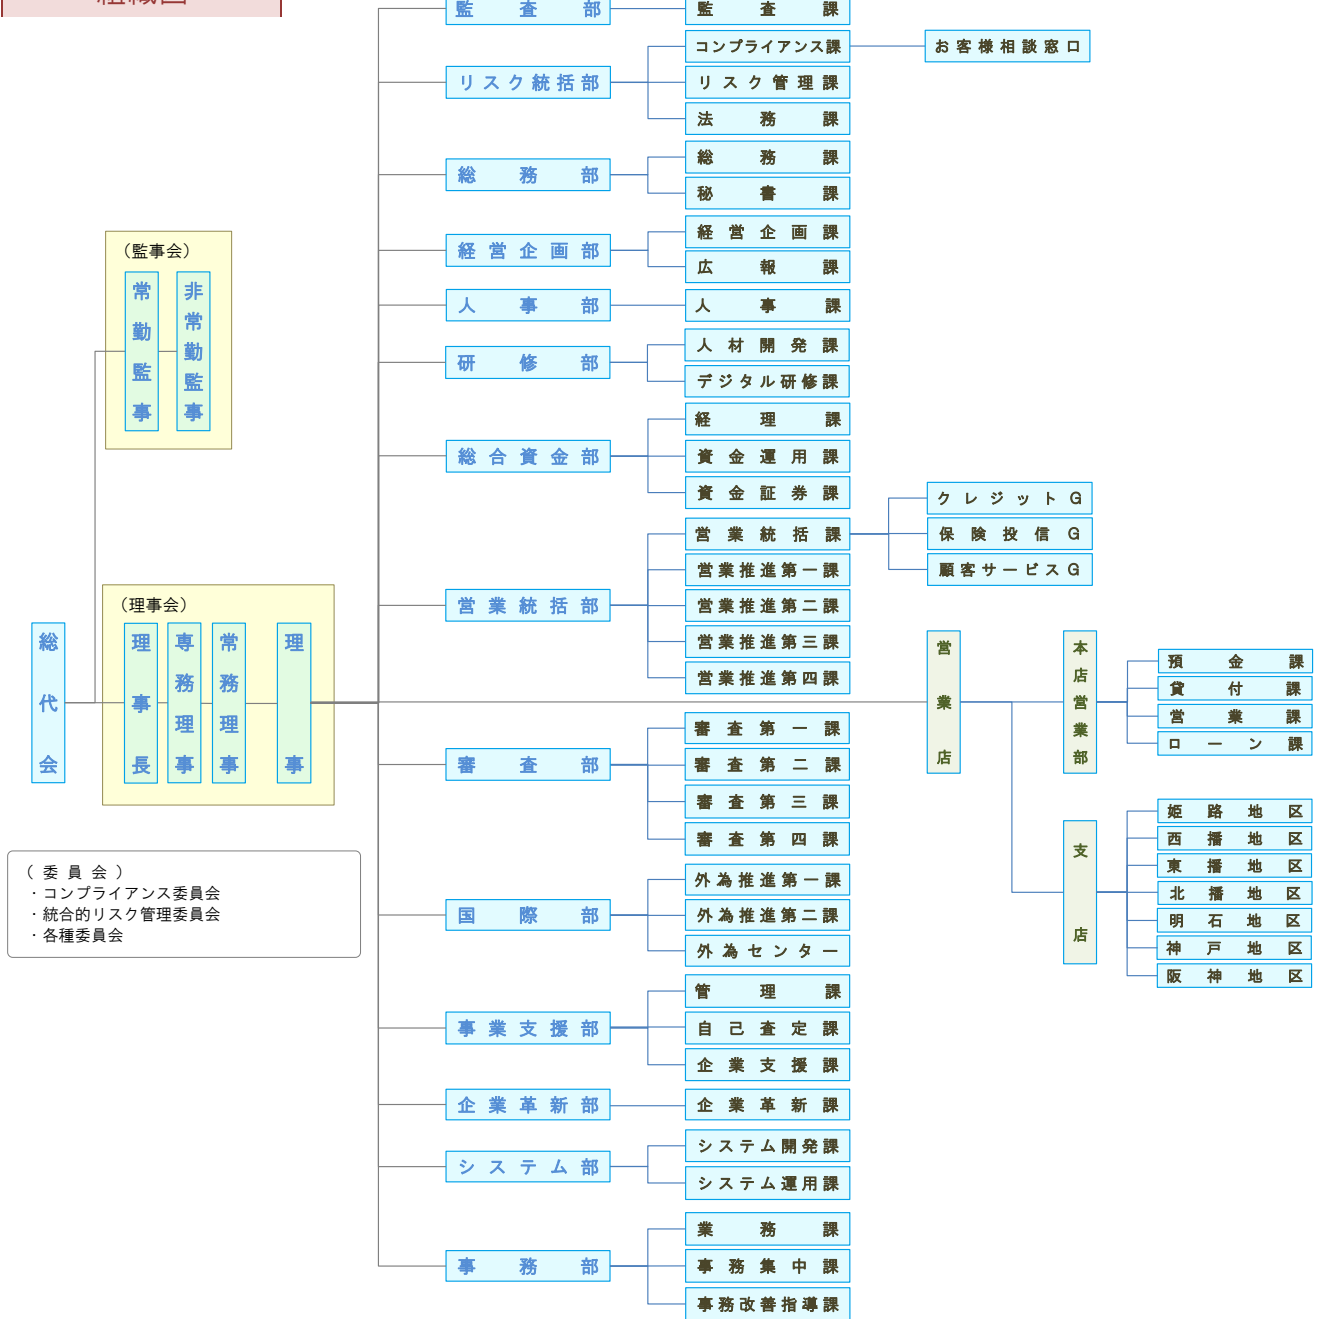 組織図
監査部
監査課
リスク統括部
コンプライアンス課
お客様相談窓口
リスク管理課
法務課
総務部
総務課
秘書課
経営企画部
経営企画課
広報課
人事部
人事課
研修部
人材開発課
デジタル研修課
総合資金部
経理課
資金運用課
資金証券課
営業統括部
営業統括課
クレジットG
保険投信G
顧客サービスG
営業推進第一課
営業推進第二課
営業推進第三課
営業推進第四課
審査部
審査第一課
審査第二課
審査第三課
審査第四課
国際部
外為推進第一課
外為推進第二課
外為センター
事業支援部
管理課
自己査定課
企業支援課
企業革新部
企業革新課
システム部
システム開発課
システム運用課
事務部
業務課
事務集中課
事務改善指導課
(監事会)
常勤監事
非常勤監事
総代会
(理事会)
理事長
専務理事
常務理事
理事
(委員会)
・コンプライアンス委員会
・統合的リスク管理委員会
・各種委員会
営業店
本店営業部
預金課
貸付課
営業課
ローン課
支店
姫路地区
西播地区
東播地区
北播地区
明石地区
神戸地区
阪神地区